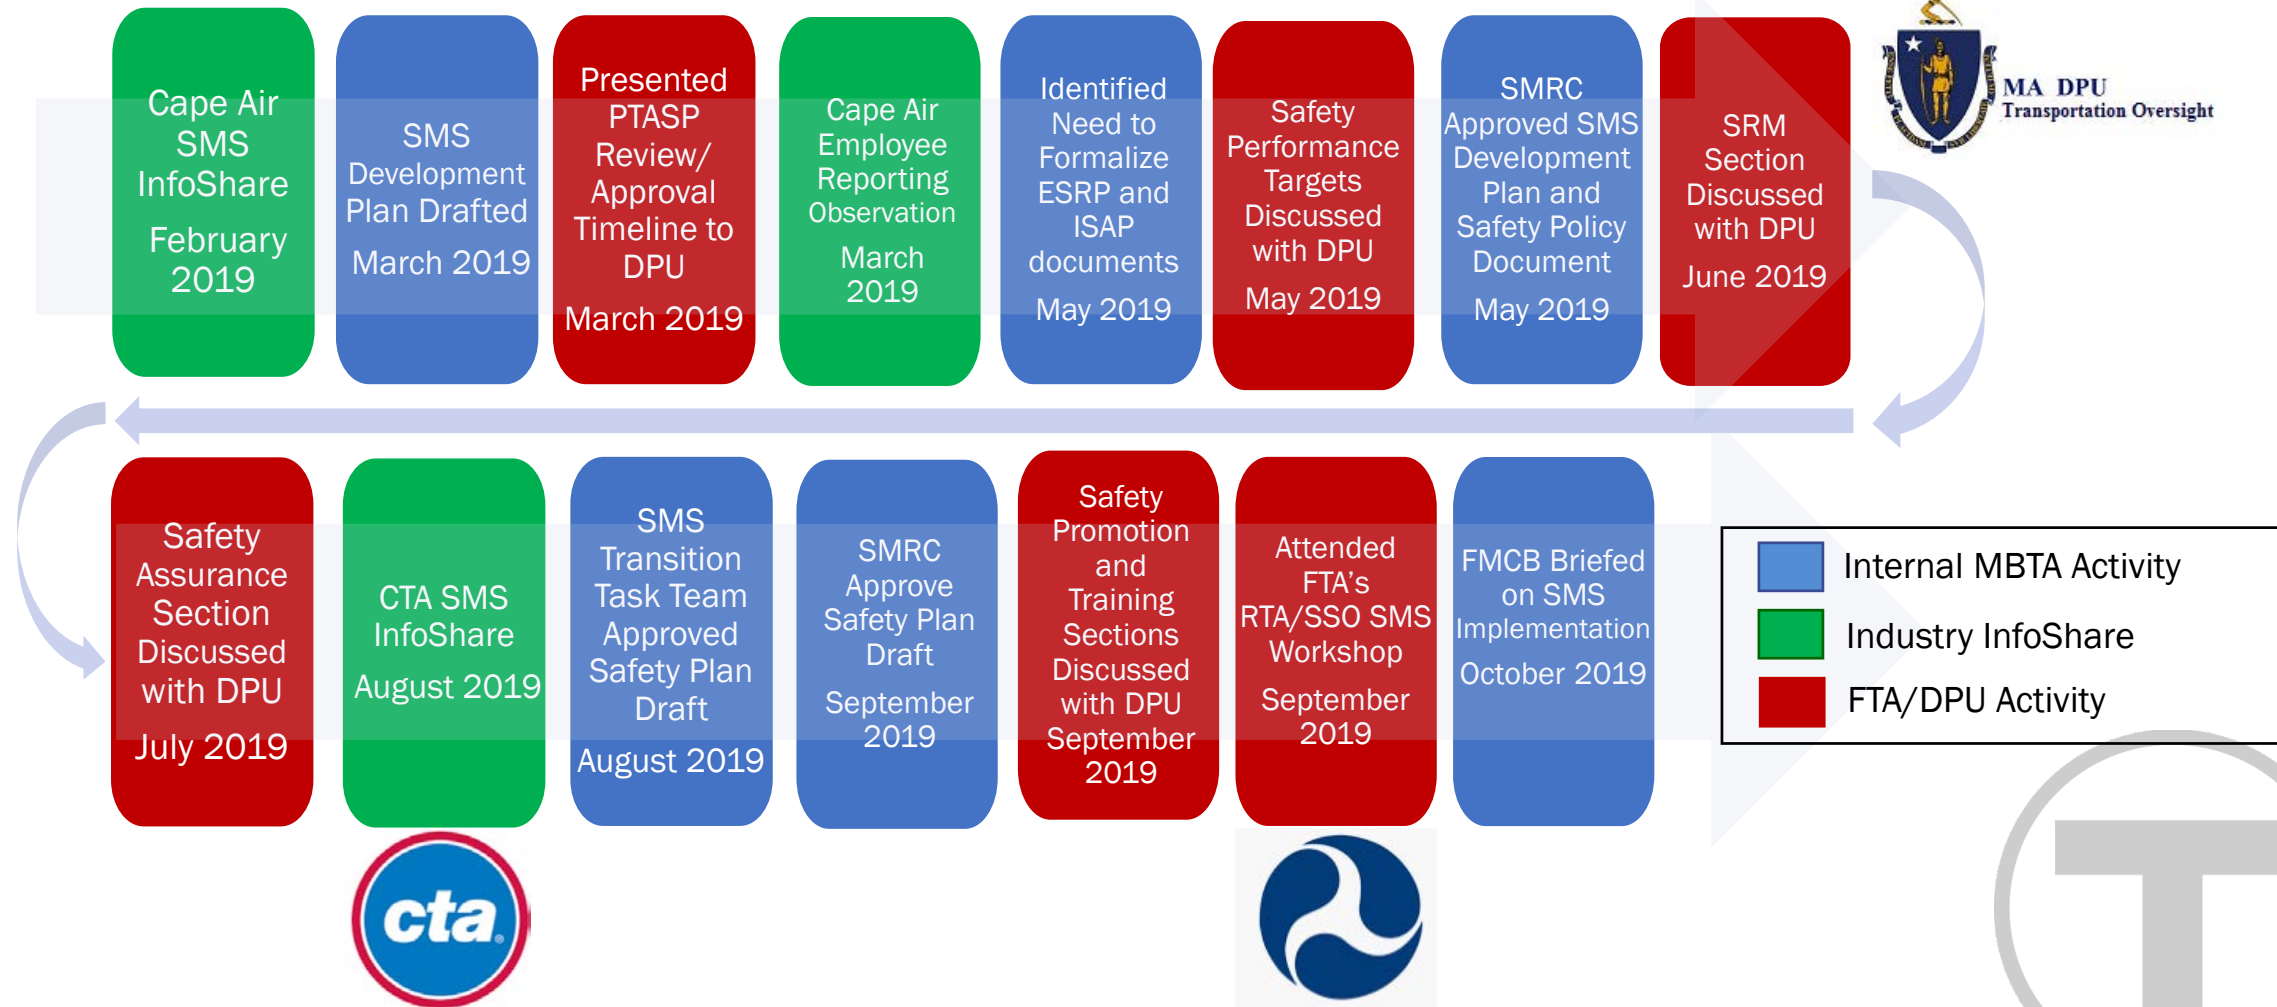 Cape Air
SMS
InfoShare
February
2019
SMS
Development
Plan Drafted
March 2019
Presented
PTASP
Review/
Approval
Timeline to
DPU
March 2019
Cape Air
Employee
Reporting
Observation
March
2019
Identified
Need to
Formalize
ESRP and
ISAP
documents
May 2019
Safety
Performance
Targets
Discussed
with DPU
May 2019
SMRC
Approved SMS
Development
Plan and
Safety Policy
Document
May 2019
SRM
Section
Discussed
with DPU
June 2019
MA DPU
Transportation Oversight
Safety
Assurance
Section
Discussed
with DPU
July 2019
CTA SMS
InfoShare
August 2019
SMS
Transition
Task Team
Approved
Safety Plan
Draft
August 2019
SMRC
Approve
Safety Plan
Draft
September
2019
Safety
Promotion
and
Training
Sections
Discussed
with DPU
September
2019
Attended
FTA's
RTA/SSO SMS
Workshop
September
2019
FMCB Briefed
on SMS
Implementation
October 2019
Internal MBTA Activity
Industry InfoShare
FTA/DPU Activity
cta®
T